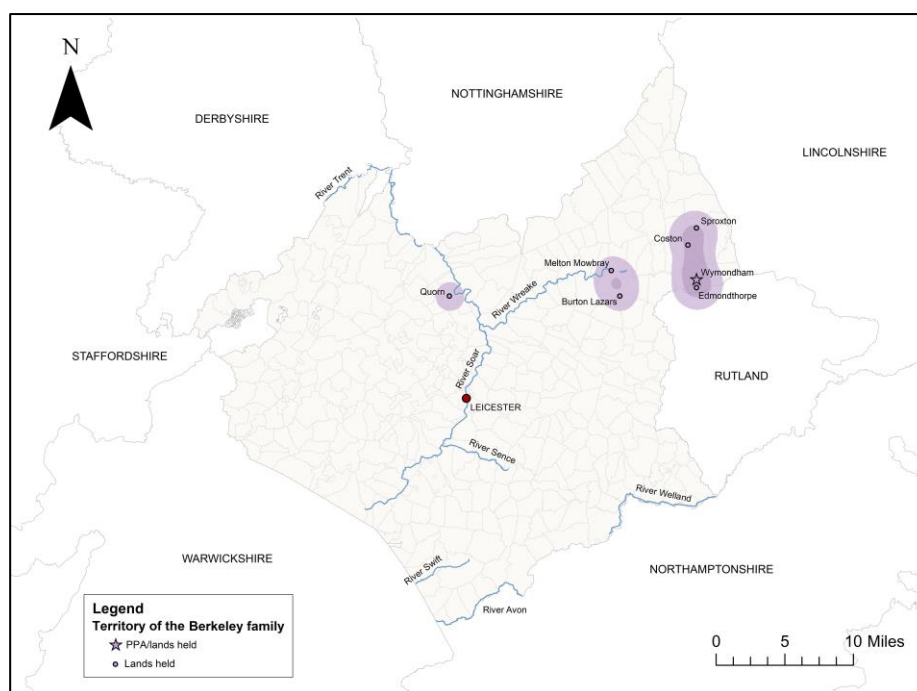 N
NOTTINGHAMSHIRE
DERBYSHIRE
LINCOLNSHIRE
River Trent
Sproxton
Coston
Melton Mowbray
Wymondham
Quorn
Edmondthorpe
Burton Lazars
River Wreake
STAFFORDSHIRE
RUTLAND
River Soar
LEICESTER
River Sence
River Welland
WARWICKSHIRE
River Swift
NORTHAMPTONSHIRE
River Avon
Legend
Territory of the Berkeley family
PPA/lands held
Lands held
0 5 10 Miles